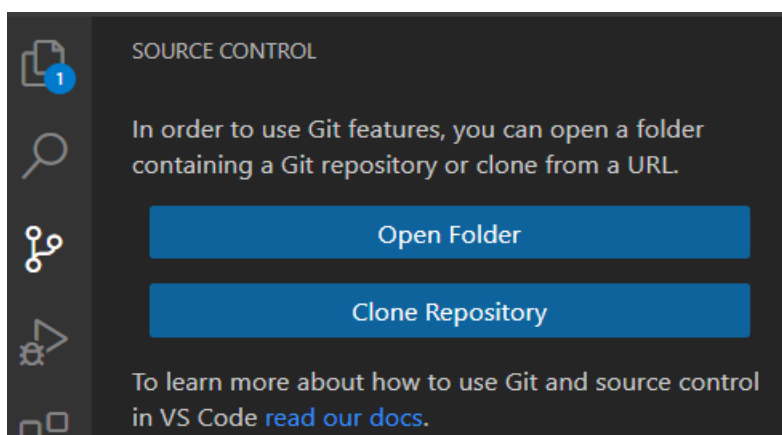 SOURCE CONTROL
1
In order to use Git features, you can open a folder
containing a Git repository or clone from a URL.
Open Folder
Clone Repository
To learn more about how to use Git and source control
in VS Code read our docs.